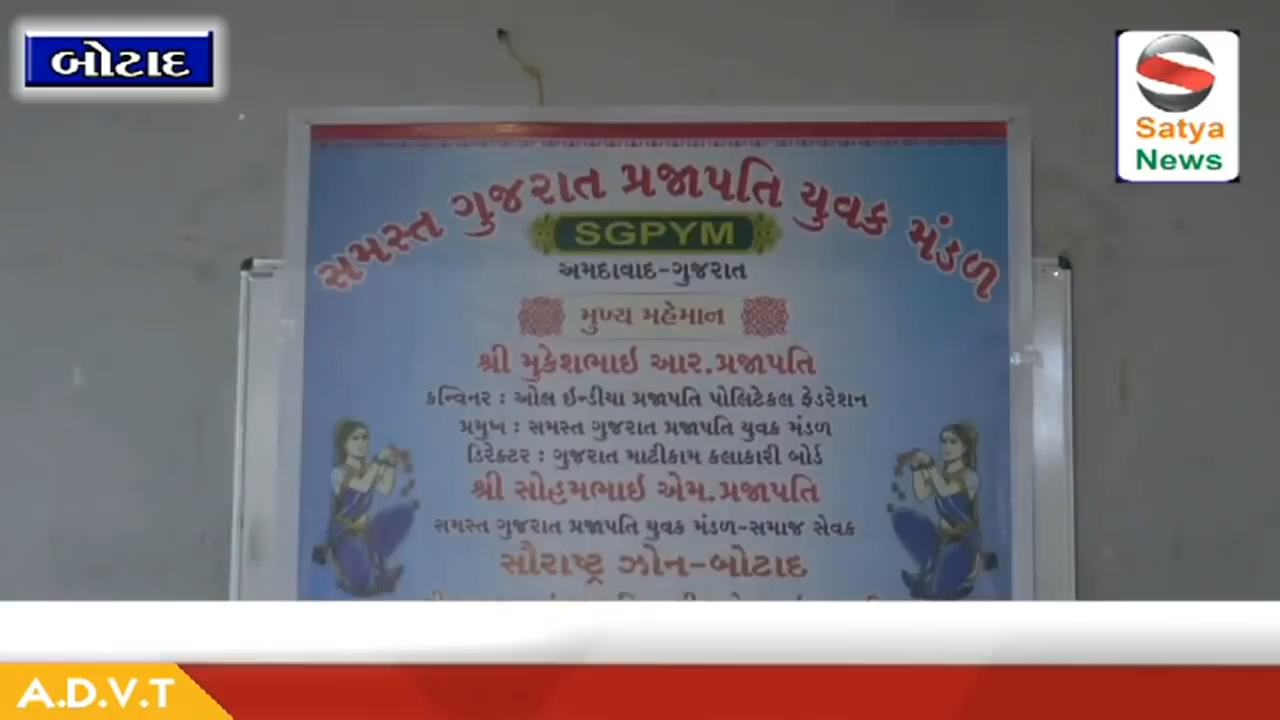 બોટાદ
Satya
News
સમસ્ત ગુજરાત પ્રજાપતિ યુવક મંડળ
SGPYM
અમદાવાદ-ગુજરાત
મુખ્ય મહેમાન
શ્રી મુકેશભાઇ આર.પ્રજાપતિ
કન્વિનર : ઓલ ઇન્ડીયા પ્રજાપતિ પોલિટેકલ ફેડરેશન
પ્રમુખ : સમસ્ત ગુજરાત પ્રજાપતિ યુવક મંડળ
ડિરેક્ટર : ગુજરાત માટીકામ કલાકારી બોર્ડ
શ્રી સોહમભાઇ એમ.પ્રજાપતિ
સમસ્ત ગુજરાત પ્રજાપતિ યુવક મંડળ-સમાજ સેવક
સૌરાષ્ટ્ર ઝોન-બોટાદ
A.D.V.T